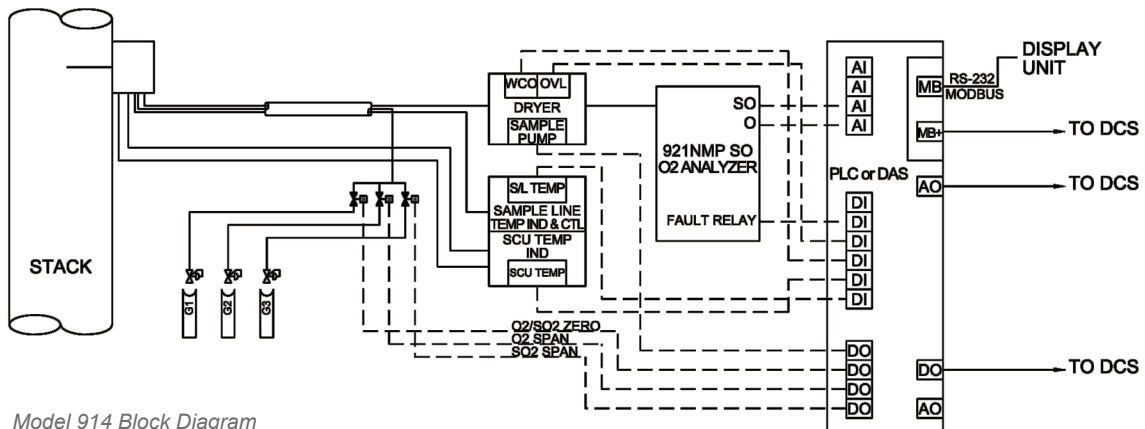 STACK
G1
G2
G3
WCO
OVL
DRYER
SAMPLE
PUMP
S/L TEMP
SAMPLE LINE
TEMP IND & CTL
SCU TEMP
IND
SCU TEMP
O2/SO2 ZERO
O2 SPAN
SO2 SPAN
SO
O
921NMP SO
O2 ANALYZER
FAULT RELAY
AI
AI
AI
AI
PLC or DAS
DI
DI
DI
DI
DI
DI
DO
DO
DO
DO
MB
RS-232
MODBUS
DISPLAY
UNIT
MB+
TO DCS
AO
TO DCS
DO
TO DCS
AO
Model 914 Block Diagram